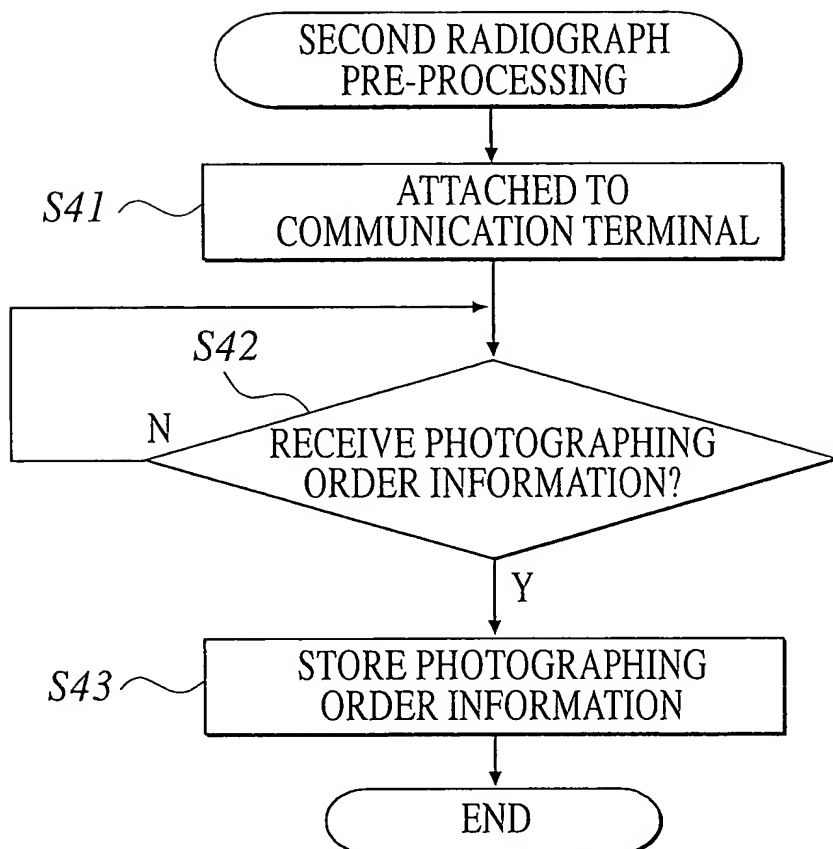 SECOND RADIOGRAPH
PRE-PROCESSING
S41
ATTACHED TO
COMMUNICATION TERMINAL
S42
N
RECEIVE PHOTOGRAPHING
ORDER INFORMATION?
Y
S43
STORE PHOTOGRAPHING
ORDER INFORMATION
END